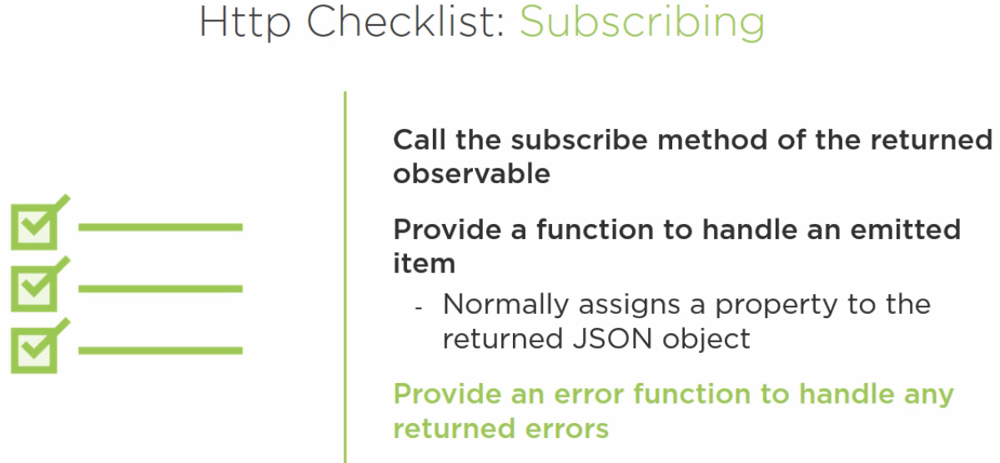 Http Checklist: Subscribing
Call the subscribe method of the returned
observable
Provide a function to handle an emitted
item
- Normally assigns a property to the
returned JSON object
Provide an error function to handle any
returned errors